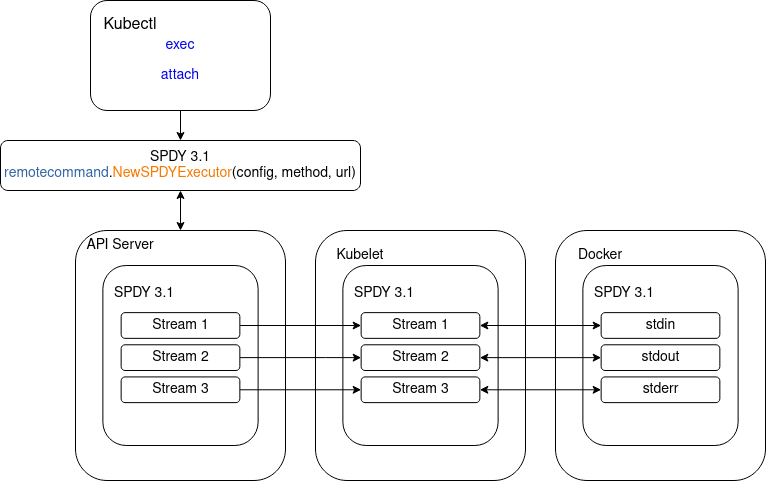 Kubectl
exec
attach
SPDY 3.1
remotecommand.NewSPDYExecutor(config, method, url)
API Server
SPDY 3.1
Stream 1
Stream 2
Stream 3
Kubelet
SPDY 3.1
Stream 1
Stream 2
Stream 3
Docker
SPDY 3.1
stdin
stdout
stderr